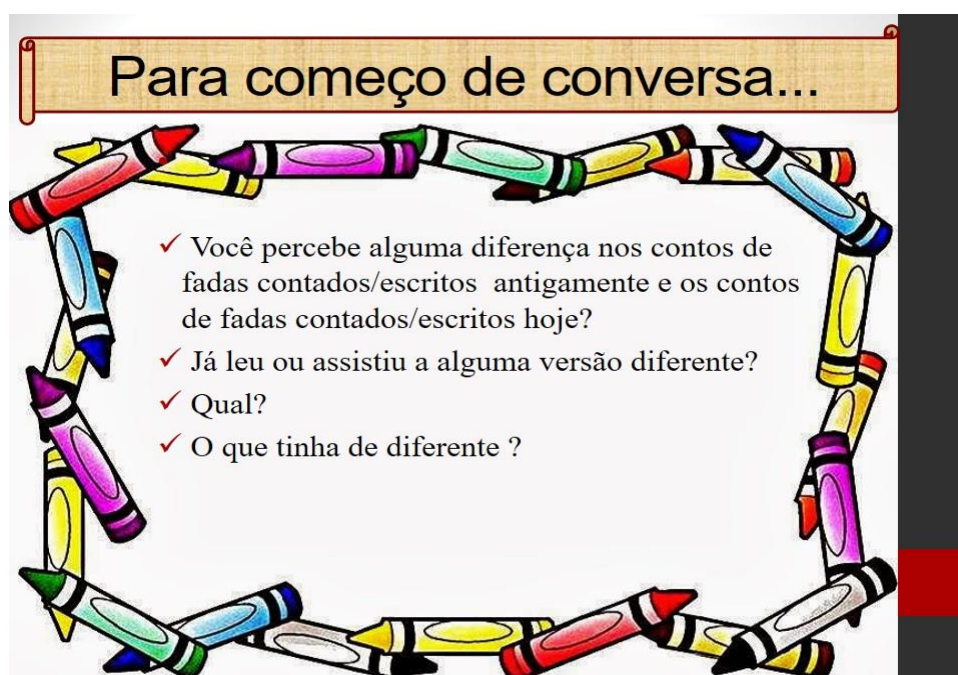 Para começo de conversa...
✓ Você percebe alguma diferença nos contos de
fadas contados/escritos antigamente e os contos
de fadas contados/escritos hoje?
✓ Já leu ou assistiu a alguma versão diferente?
✓ Qual?
✓ O que tinha de diferente ?